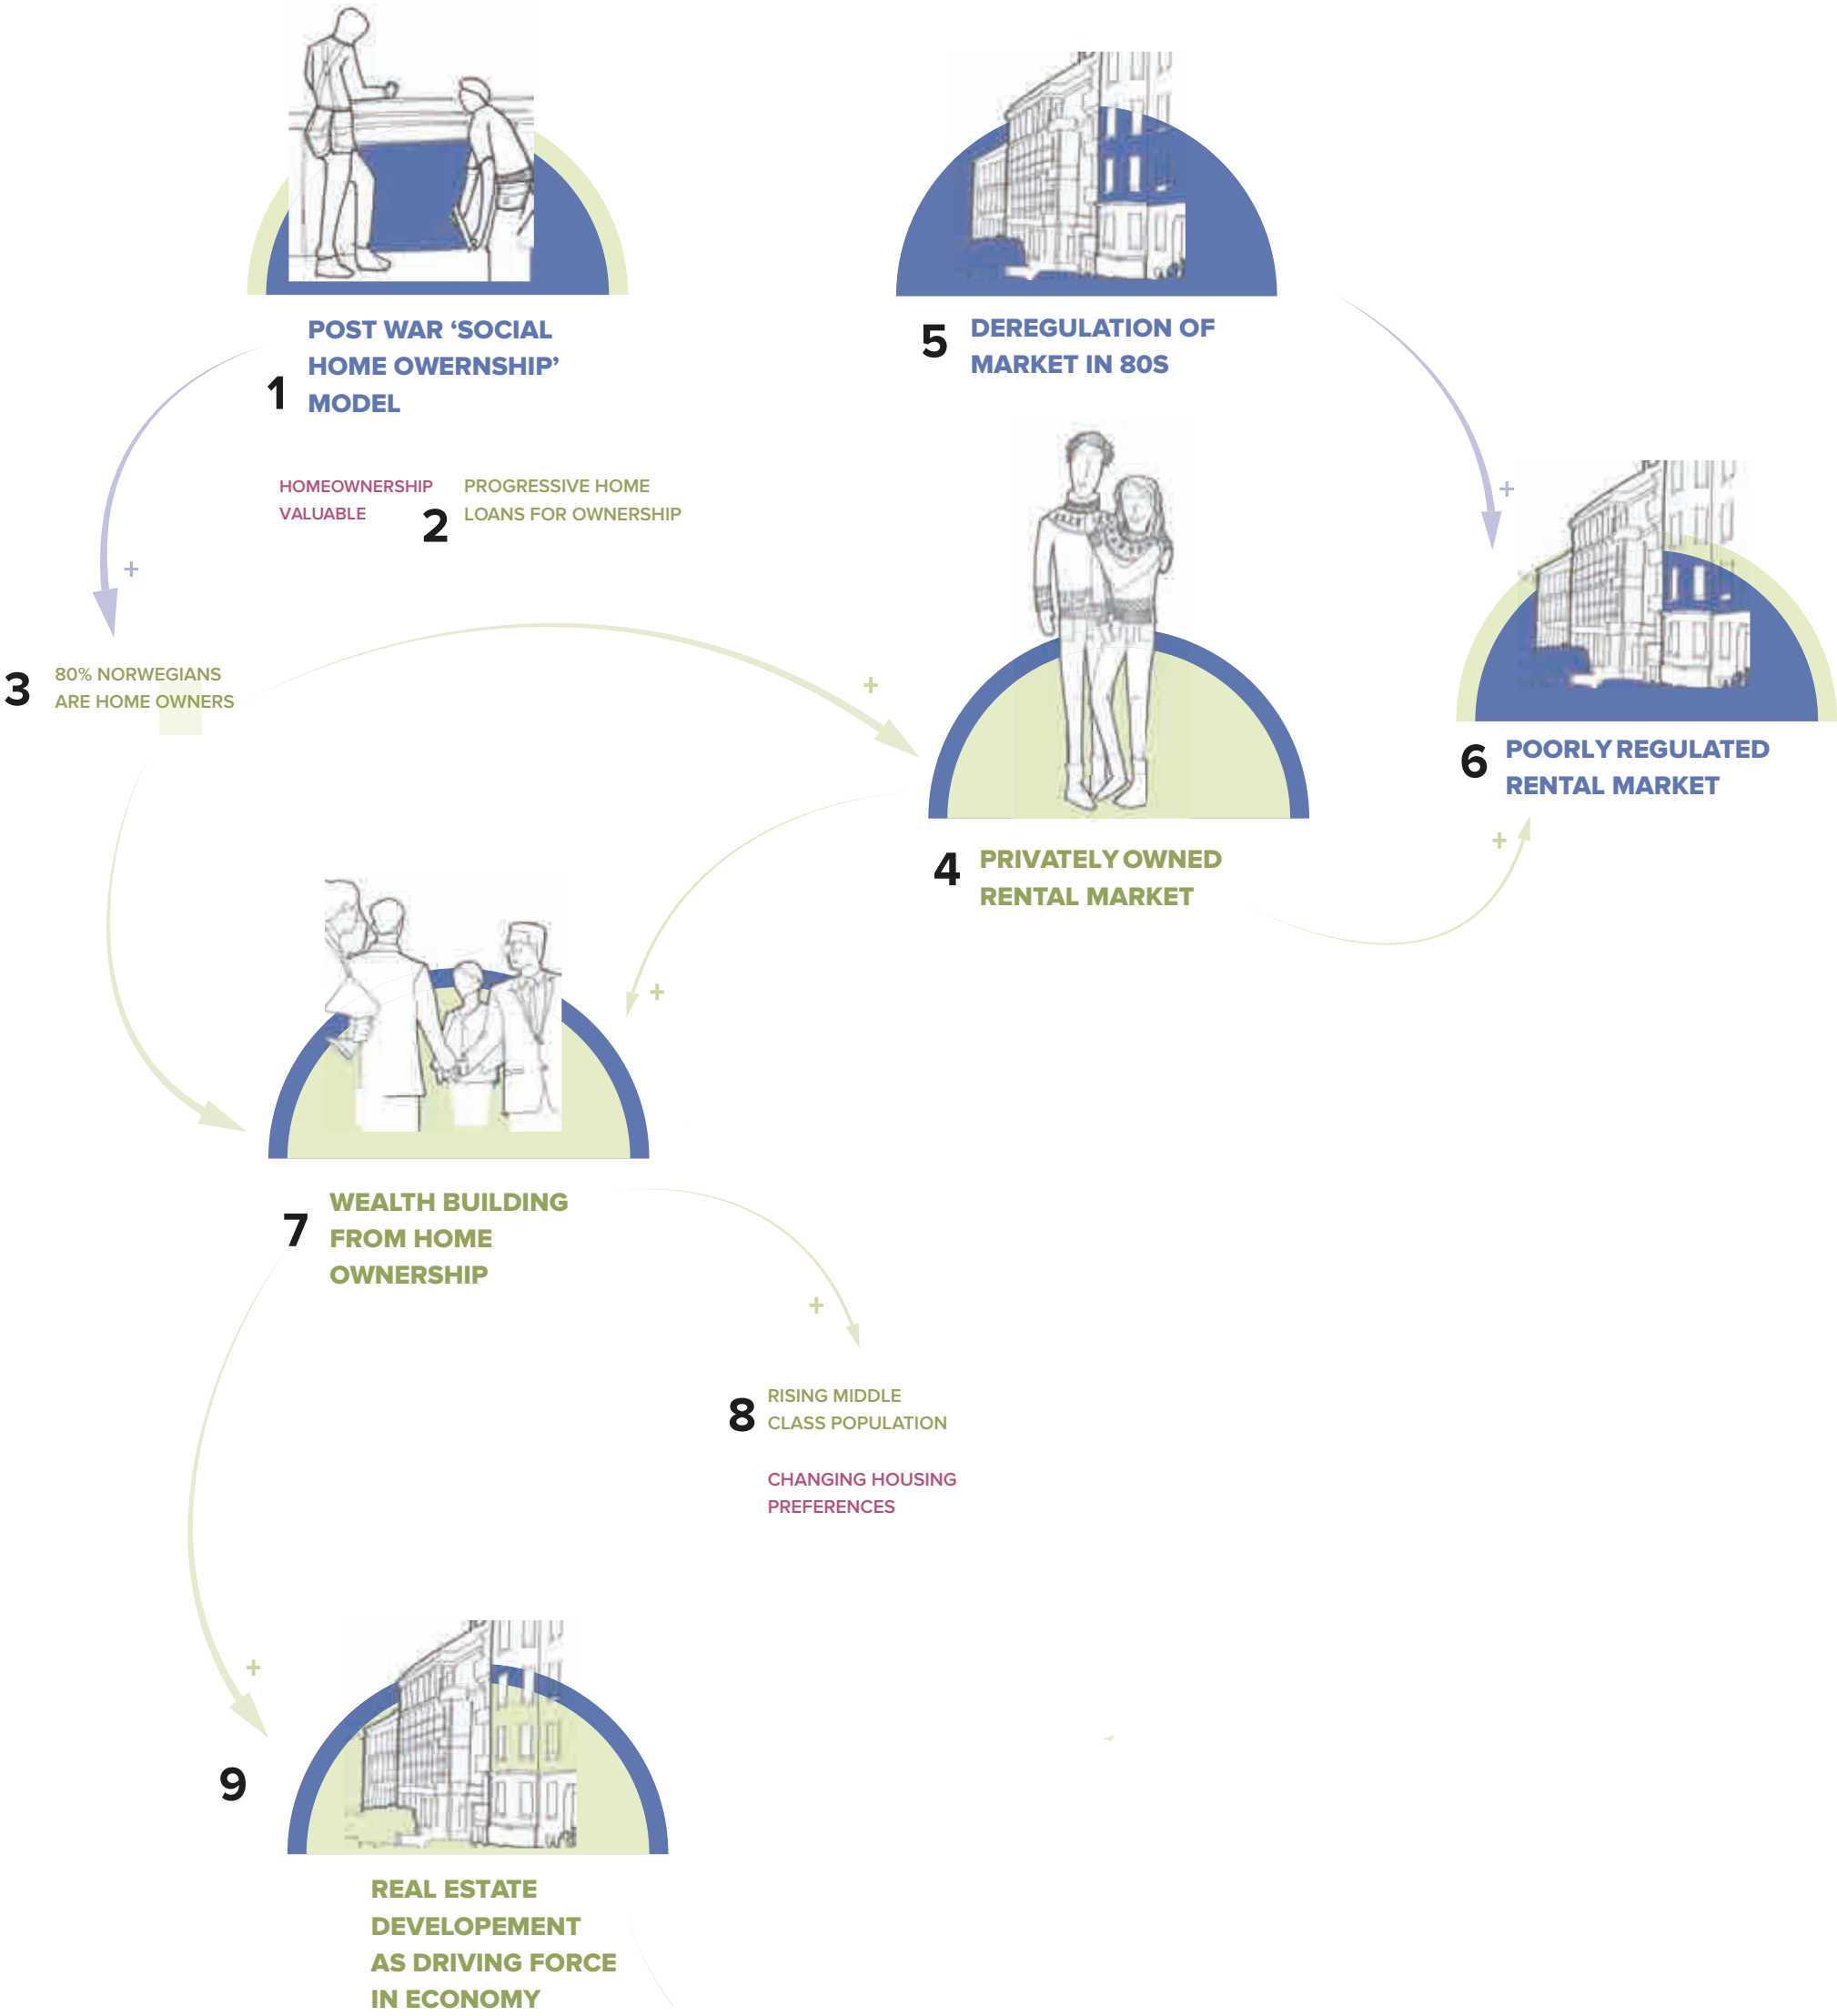 1
POST WAR ‘SOCIAL
HOME OWERNSHIP’
MODEL
HOMEOWNERSHIP
VALUABLE
2
PROGRESSIVE HOME
LOANS FOR OWNERSHIP
+
3
80% NORWEGIANS
ARE HOME OWNERS
+
5
DEREGULATION OF
MARKET IN 80S
+
4
PRIVATELY OWNED
RENTAL MARKET
6
POORLY REGULATED
RENTAL MARKET
+
+
7
WEALTH BUILDING
FROM HOME
OWNERSHIP
+
8
RISING MIDDLE
CLASS POPULATION
CHANGING HOUSING
PREFERENCES
+
9
REAL ESTATE
DEVELOPEMENT
AS DRIVING FORCE
IN ECONOMY